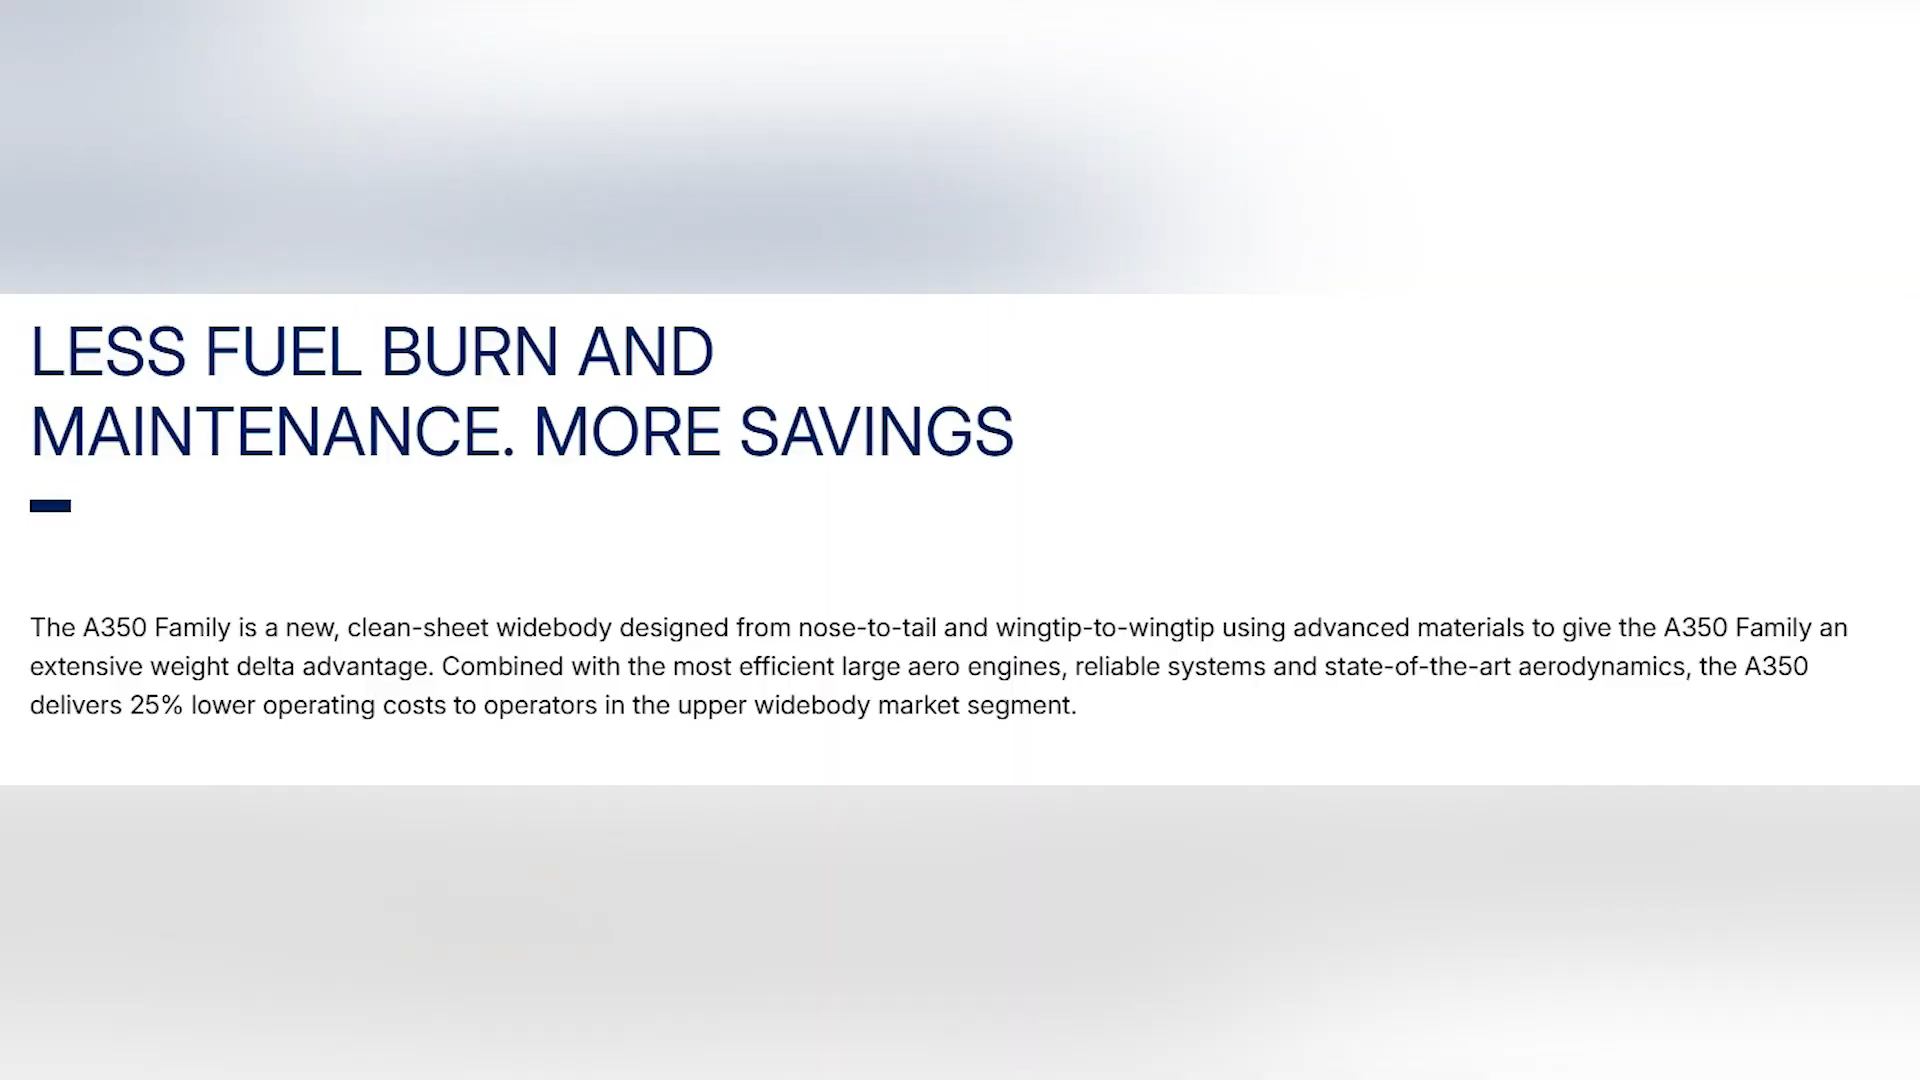 LESS FUEL BURN AND
MAINTENANCE. MORE SAVINGS
The A350 Family is a new, clean-sheet widebody designed from nose-to-tail and wingtip-to-wingtip using advanced materials to give the A350 Family an
extensive weight delta advantage. Combined with the most efficient large aero engines, reliable systems and state-of-the-art aerodynamics, the A350
delivers 25% lower operating costs to operators in the upper widebody market segment.